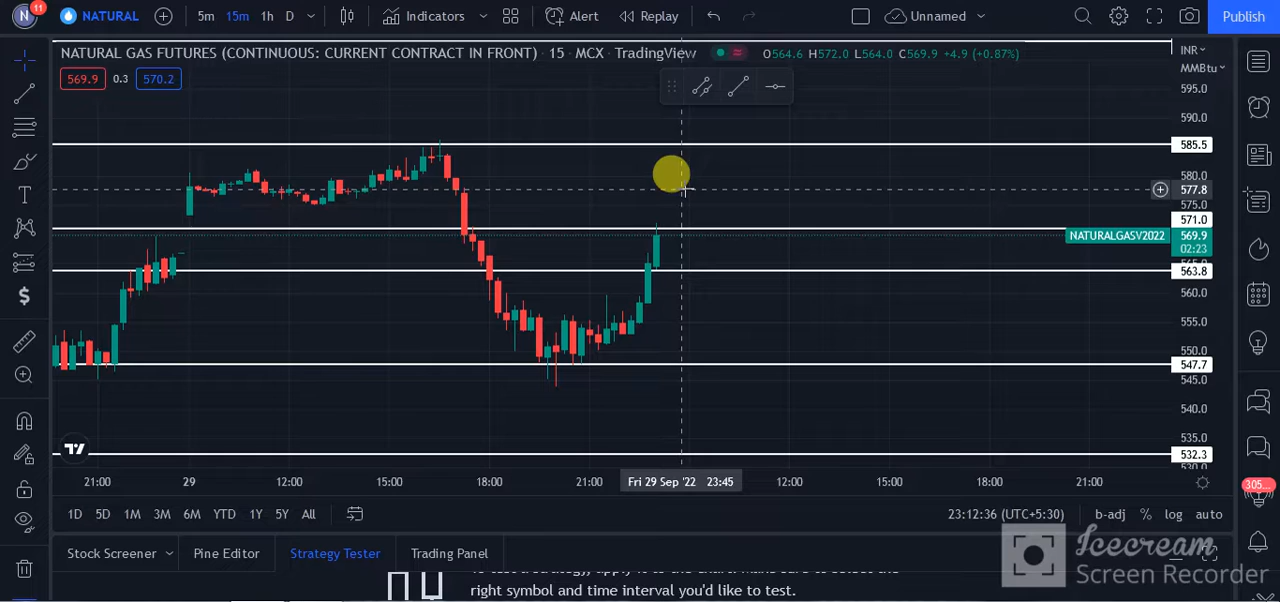 N
11
NATURAL
5m 15m 1h D
Indicators
Alert
Replay
Unnamed
Publish
NATURAL GAS FUTURES (CONTINUOUS: CURRENT CONTRACT IN FRONT) · 15 · MCX · TradingView
O564.6 H572.0 L564.0 C569.9 +4.9 (+0.87%)
INR
MMBtu
569.9 0.3 570.2
595.0
590.0
585.5
580.0
577.8
575.0
571.0
NATURALGASV2022 569.9
02:23
565.0
563.8
560.0
555.0
550.0
547.7
545.0
540.0
535.0
532.3
530.0
21:00 29 12:00 15:00 18:00 21:00 Fri 29 Sep '22 23:45 12:00 15:00 18:00 21:00
1D 5D 1M 3M 6M YTD 1Y 5Y All
23:12:36 (UTC+5:30) b-adj % log auto
305...
Stock Screener Pine Editor Strategy Tester Trading Panel
right symbol and time interval you'd like to test.
Icecream
Screen Recorder